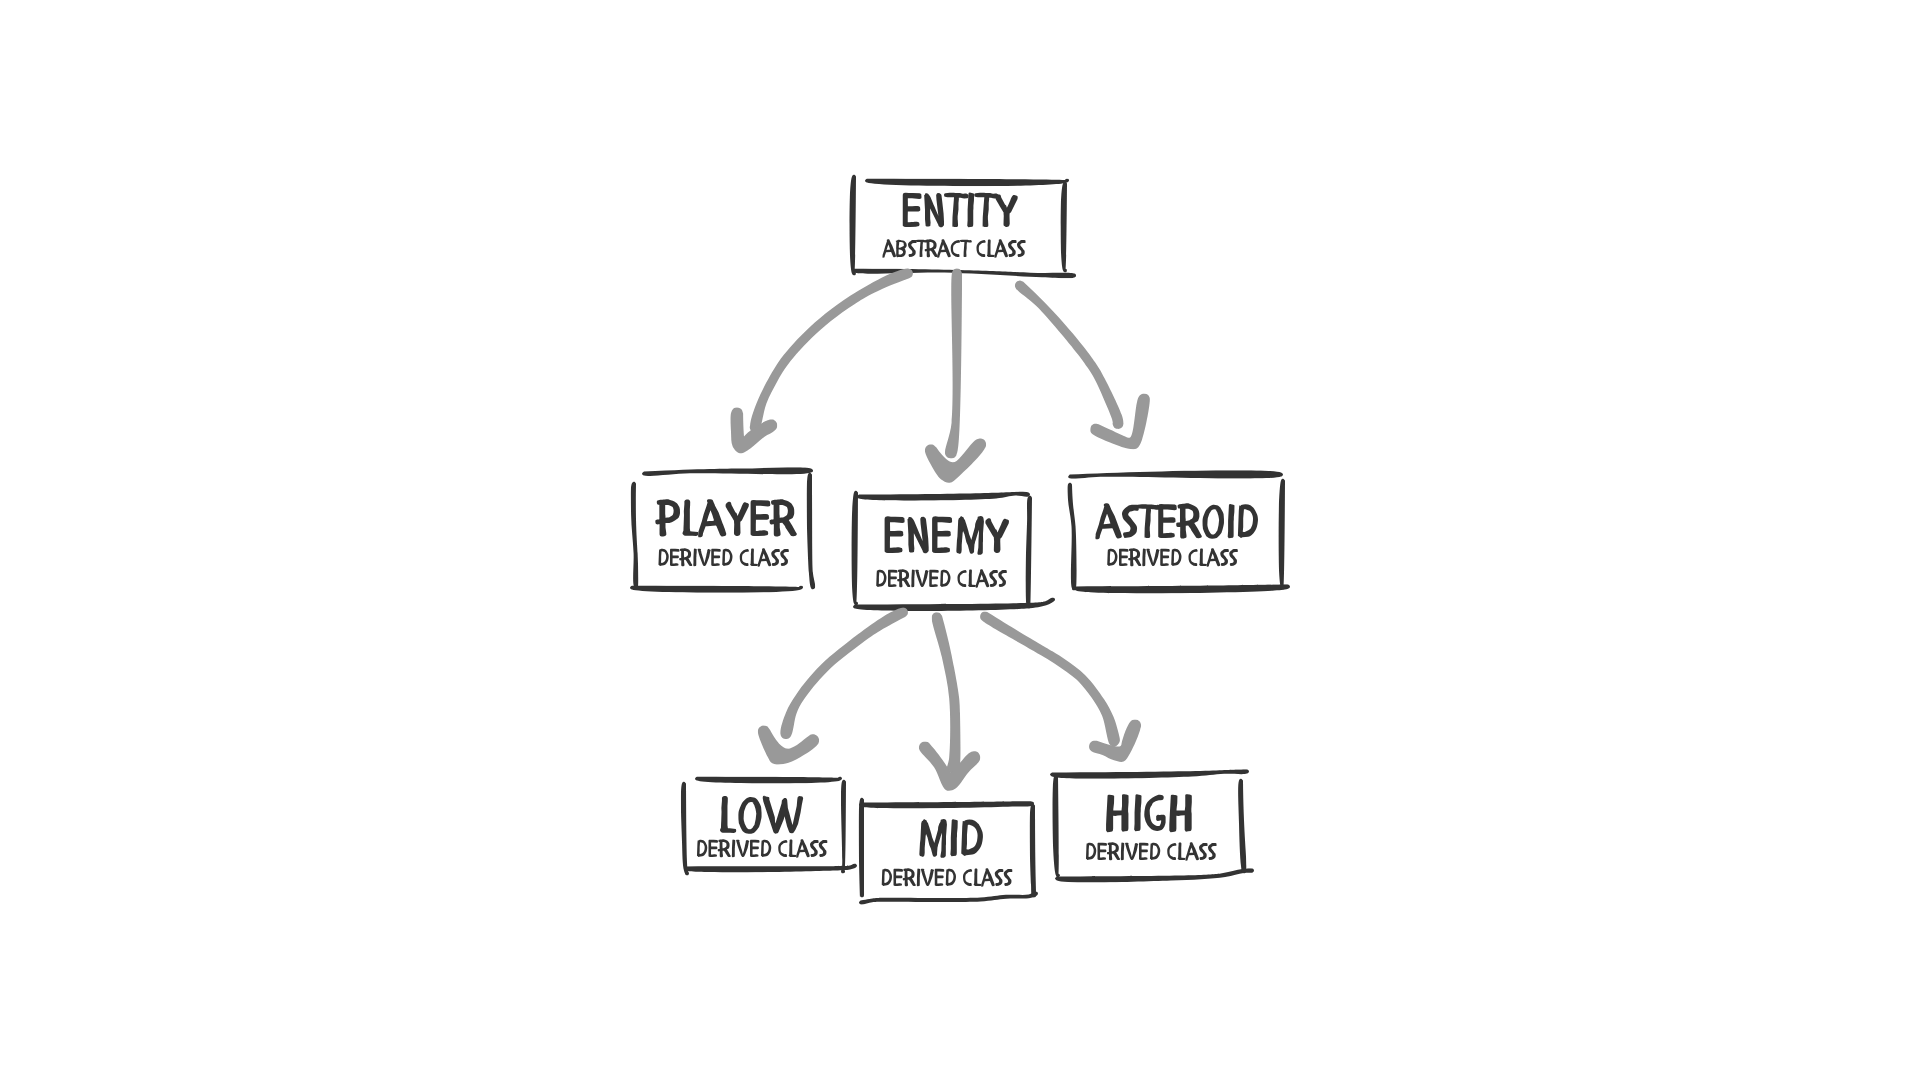 ENTITY
ABSTRACT CLASS
PLAYER
DERIVED CLASS
ENEMY
DERIVED CLASS
ASTEROID
DERIVED CLASS
LOW
DERIVED CLASS
MID
DERIVED CLASS
HIGH
DERIVED CLASS